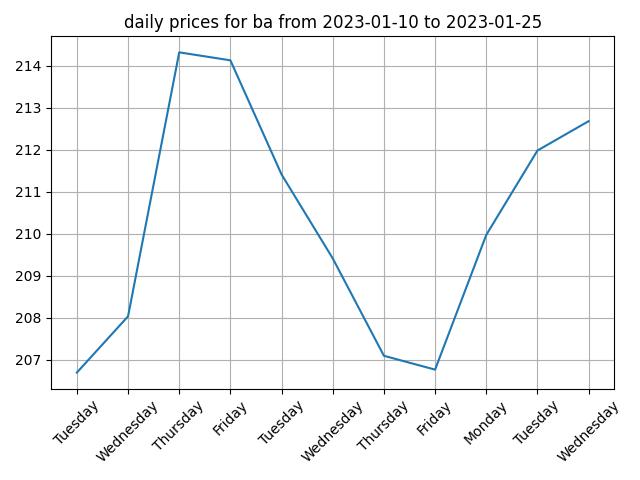 daily prices for ba from 2023-01-10 to 2023-01-25
214
213
212
211
210
209
208
207
Tuesday
Wednesday
Thursday
Friday
Tuesday
Wednesday
Thursday
Friday
Monday
Tuesday
Wednesday